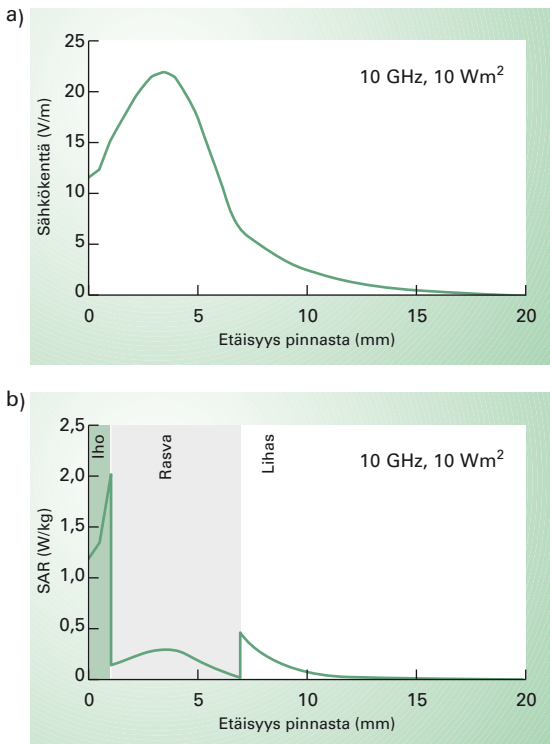 a)
25
20
15
10
5
0
Sähkökenttä (V/m)
10 GHz, 10 Wm²
0 5 10 15 20
Etäisyys pinnasta (mm)
b)
2,5
2,0
1,5
1,0
0,5
0
SAR (W/kg)
Iho
Rasva
Lihas
10 GHz, 10 Wm²
0 5 10 15 20
Etäisyys pinnasta (mm)